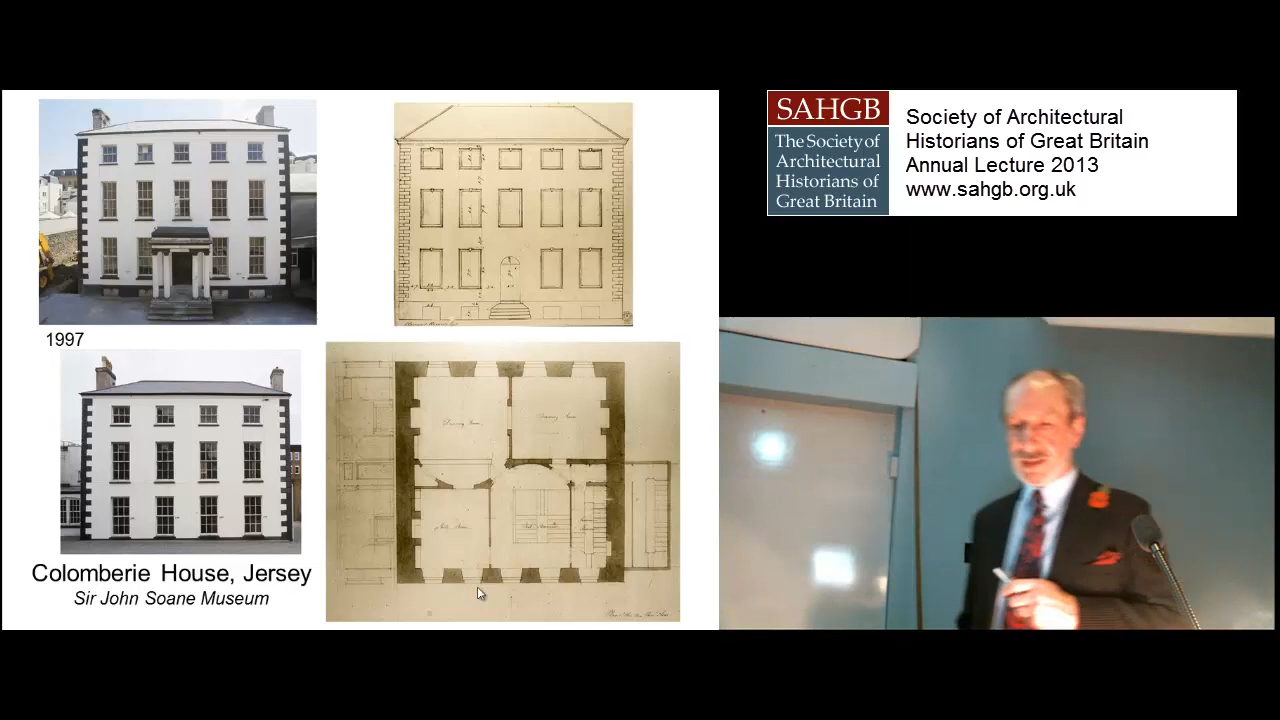 1997
Colomberie House, Jersey
Sir John Soane Museum
SAHGB
The Society of
Architectural
Historians of
Great Britain
Society of Architectural
Historians of Great Britain
Annual Lecture 2013
www.sahgb.org.uk